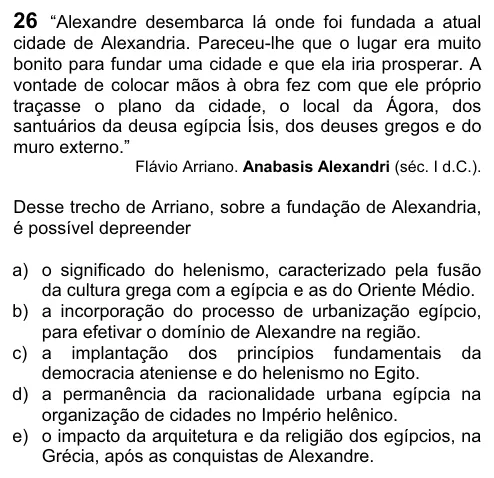 26 “Alexandre desembarca lá onde foi fundada a atual
cidade de Alexandria. Pareceu-lhe que o lugar era muito
bonito para fundar uma cidade e que ela iria prosperar. A
vontade de colocar mãos à obra fez com que ele próprio
traçasse o plano da cidade, o local da Ágora, dos
santuários da deusa egípcia Ísis, dos deuses gregos e do
muro externo.”
Flávio Arriano. Anabasis Alexandri (séc. I d.C.).
Desse trecho de Arriano, sobre a fundação de Alexandria,
é possível depreender
a) o significado do helenismo, caracterizado pela fusão
da cultura grega com a egípcia e as do Oriente Médio.
b) a incorporação do processo de urbanização egípcio,
para efetivar o domínio de Alexandre na região.
c) a implantação dos princípios fundamentais da
democracia ateniense e do helenismo no Egito.
d) a permanência da racionalidade urbana egípcia na
organização de cidades no Império helênico.
e) o impacto da arquitetura e da religião dos egípcios, na
Grécia, após as conquistas de Alexandre.